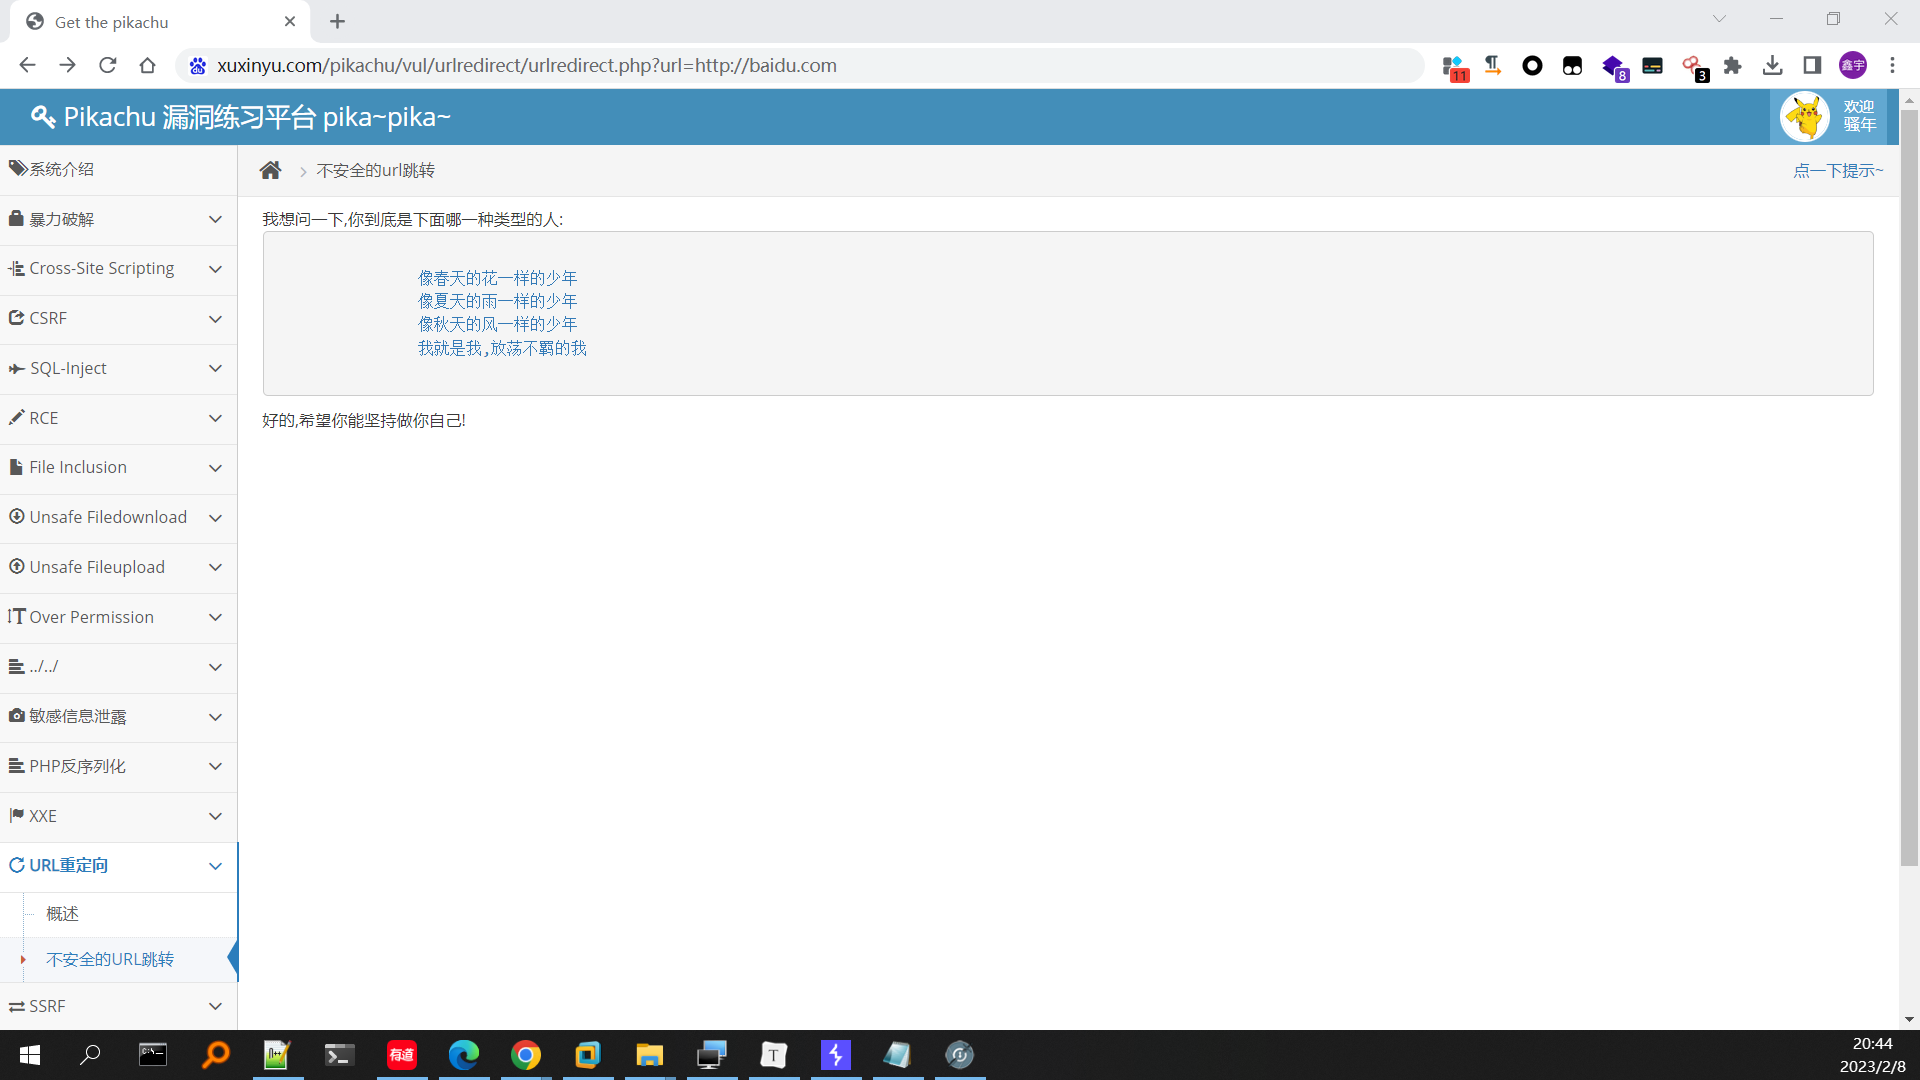 Get the pikachu
xuxinyu.com/pikachu/vul/urlredirect/urlredirect.php?url=http://baidu.com
11
8
3
鑫宇
Pikachu 漏洞练习平台 pika~pika~
欢迎
骚年
系统介绍
暴力破解
Cross-Site Scripting
CSRF
SQL-Inject
RCE
File Inclusion
Unsafe Filedownload
Unsafe Fileupload
Over Permission
../../
敏感信息泄露
PHP反序列化
XXE
URL重定向
概述
不安全的URL跳转
SSRF
不安全的url跳转
点一下提示~
我想问一下,你到底是下面哪一种类型的人:
像春天的花一样的少年
像夏天的雨一样的少年
像秋天的风一样的少年
我就是我,放荡不羁的我
好的,希望你能坚持做你自己!
有道
T
20:44
2023/2/8